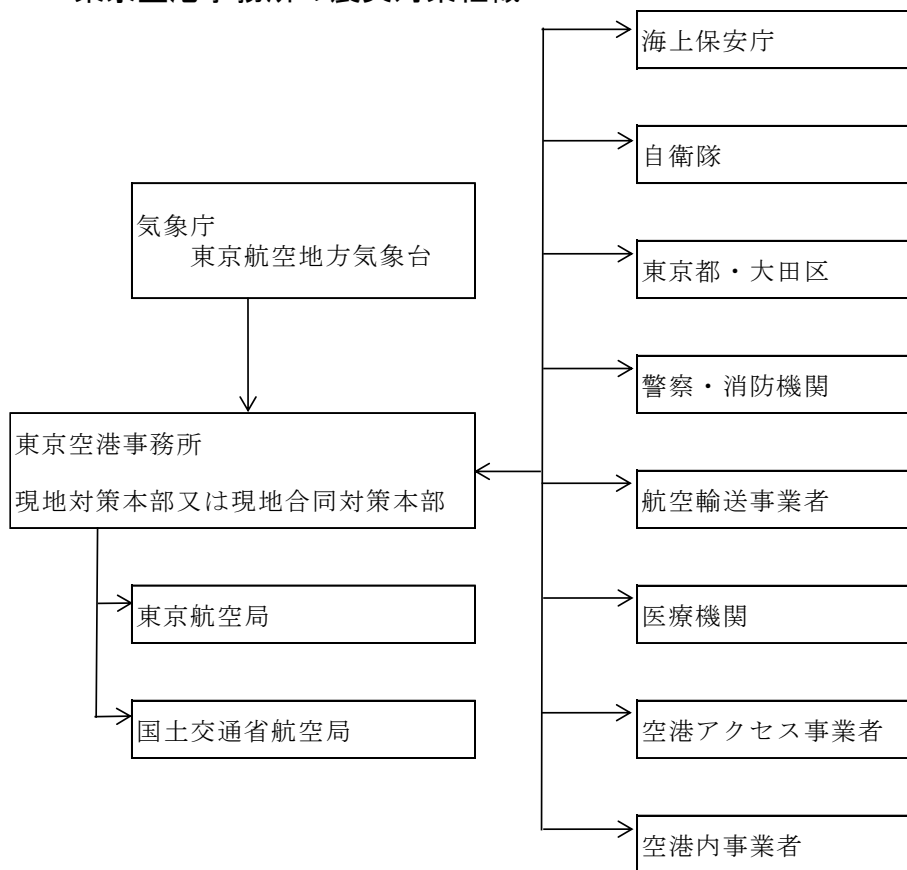 気象庁
東京航空地方気象台
東京空港事務所
現地対策本部又は現地合同対策本部
東京航空局
国土交通省航空局
海上保安庁
自衛隊
東京都・大田区
警察・消防機関
航空輸送事業者
医療機関
空港アクセス事業者
空港内事業者